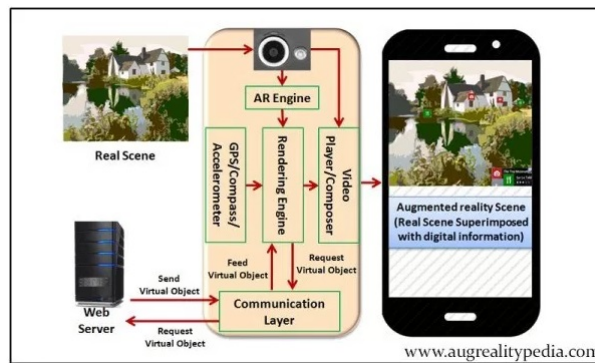 Real Scene
AR Engine
GPS/Compass/
Accelerometer
Rendering Engine
Video
Player/Composer
Feed
Virtual Object
Request
Virtual Object
Communication
Layer
Send
Virtual Object
Web
Server
Request
Virtual Object
Augmented reality Scene
(Real Scene Superimposed
with digital information)
www.augrealitypedia.com